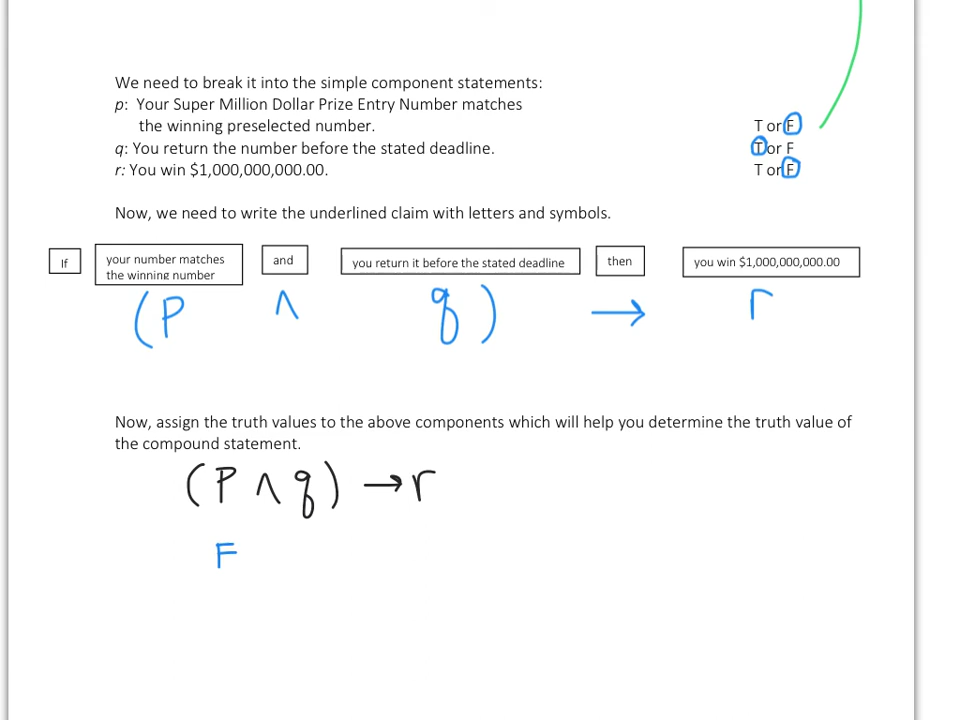 We need to break it into the simple component statements:
p: Your Super Million Dollar Prize Entry Number matches
the winning preselected number. T or F
q: You return the number before the stated deadline. T or F
r: You win $1,000,000,000.00. T or F
Now, we need to write the underlined claim with letters and symbols.
If your number matches the winning number and you return it before the stated deadline then you win $1,000,000,000.00
(P ∧ q) → r
Now, assign the truth values to the above components which will help you determine the truth value of
the compound statement.
(P ∧ q) → r
F